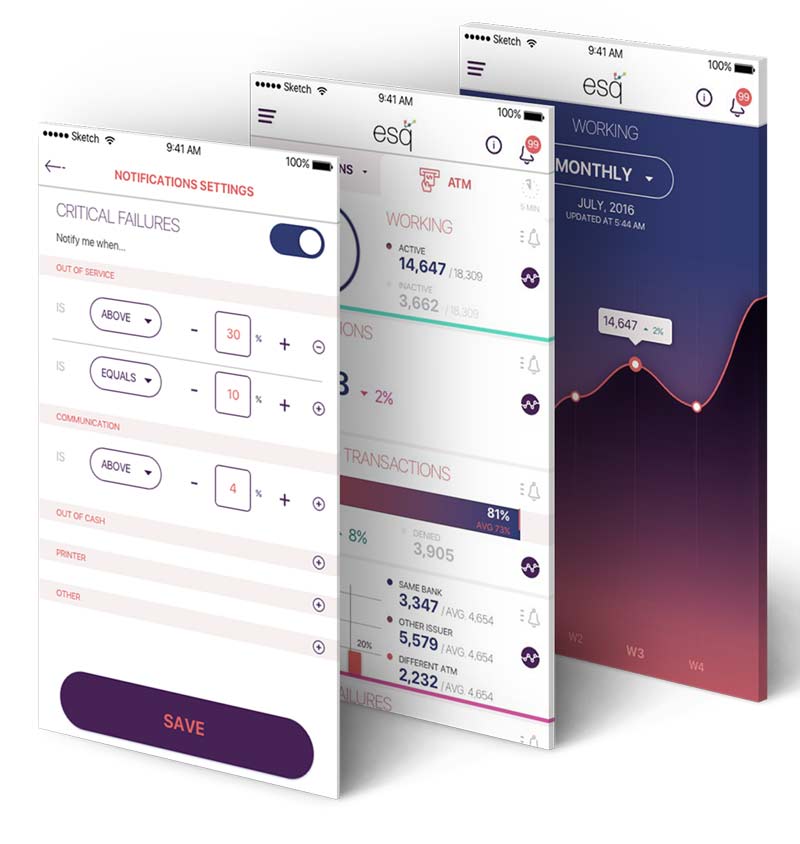 Sketch 9:41 AM 100%
NOTIFICATIONS SETTINGS
CRITICAL FAILURES
Notify me when...
OUT OF SERVICE
IS ABOVE - 30 % +
IS EQUALS - 10 % +
COMMUNICATION
IS ABOVE - 4 % +
OUT OF CASH
PRINTER
OTHER
SAVE
Sketch 9:41 AM 100%
esq
99
NS ATM
5 MIN
WORKING
ACTIVE
14,647 / 18,309
INACTIVE
3,662 / 18,309
IONS
2%
TRANSACTIONS
81%
AVG 73%
8%
DENIED
3,905
SAME BANK
3,347 / AVG. 4,654
OTHER ISSUER
5,579 / AVG. 4,654
20%
DIFFERENT ATM
2,232 / AVG. 4,654
AILURES
Sketch 9:41 AM 100%
esq
99
WORKING
MONTHLY
JULY, 2016
UPDATED AT 5:44 AM
14,647 2%
W2 W3 W4